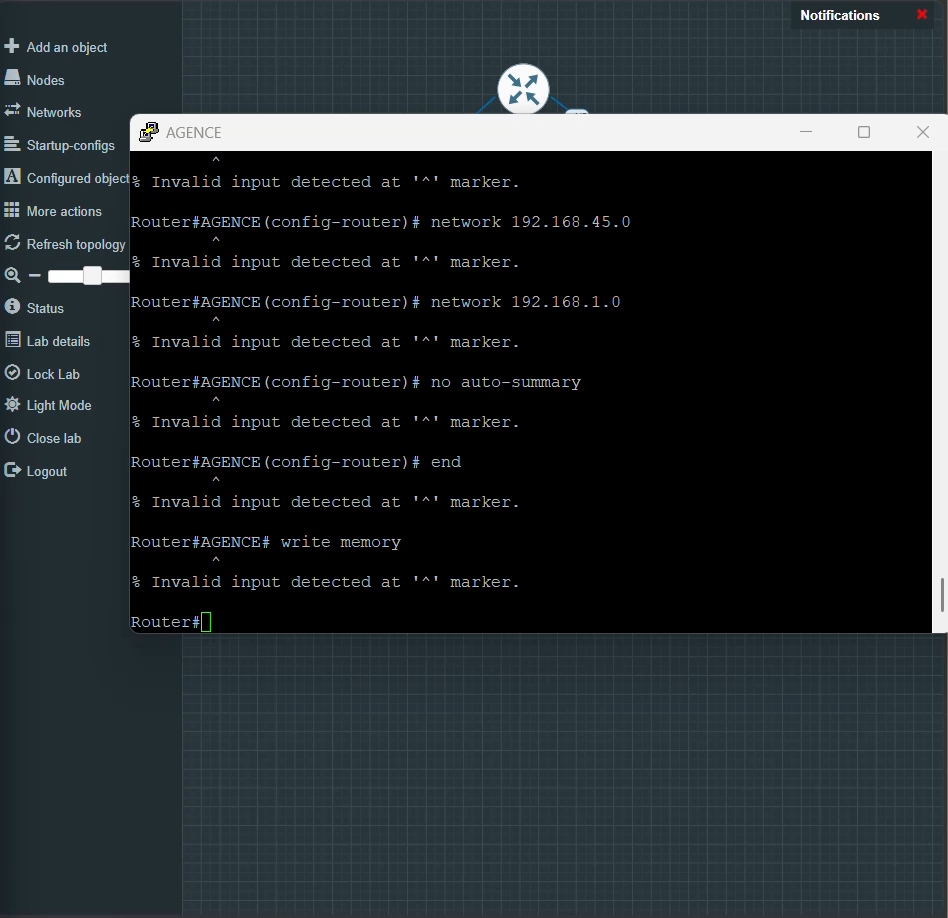 Notifications
Add an object
Nodes
Networks
Startup-configs
Configured object
More actions
Refresh topology
Status
Lab details
Lock Lab
Light Mode
Close lab
Logout
AGENCE
^
% Invalid input detected at '^' marker.
Router#AGENCE(config-router)# network 192.168.45.0
^
% Invalid input detected at '^' marker.
Router#AGENCE(config-router)# network 192.168.1.0
^
% Invalid input detected at '^' marker.
Router#AGENCE(config-router)# no auto-summary
^
% Invalid input detected at '^' marker.
Router#AGENCE(config-router)# end
^
% Invalid input detected at '^' marker.
Router#AGENCE# write memory
^
% Invalid input detected at '^' marker.
Router#